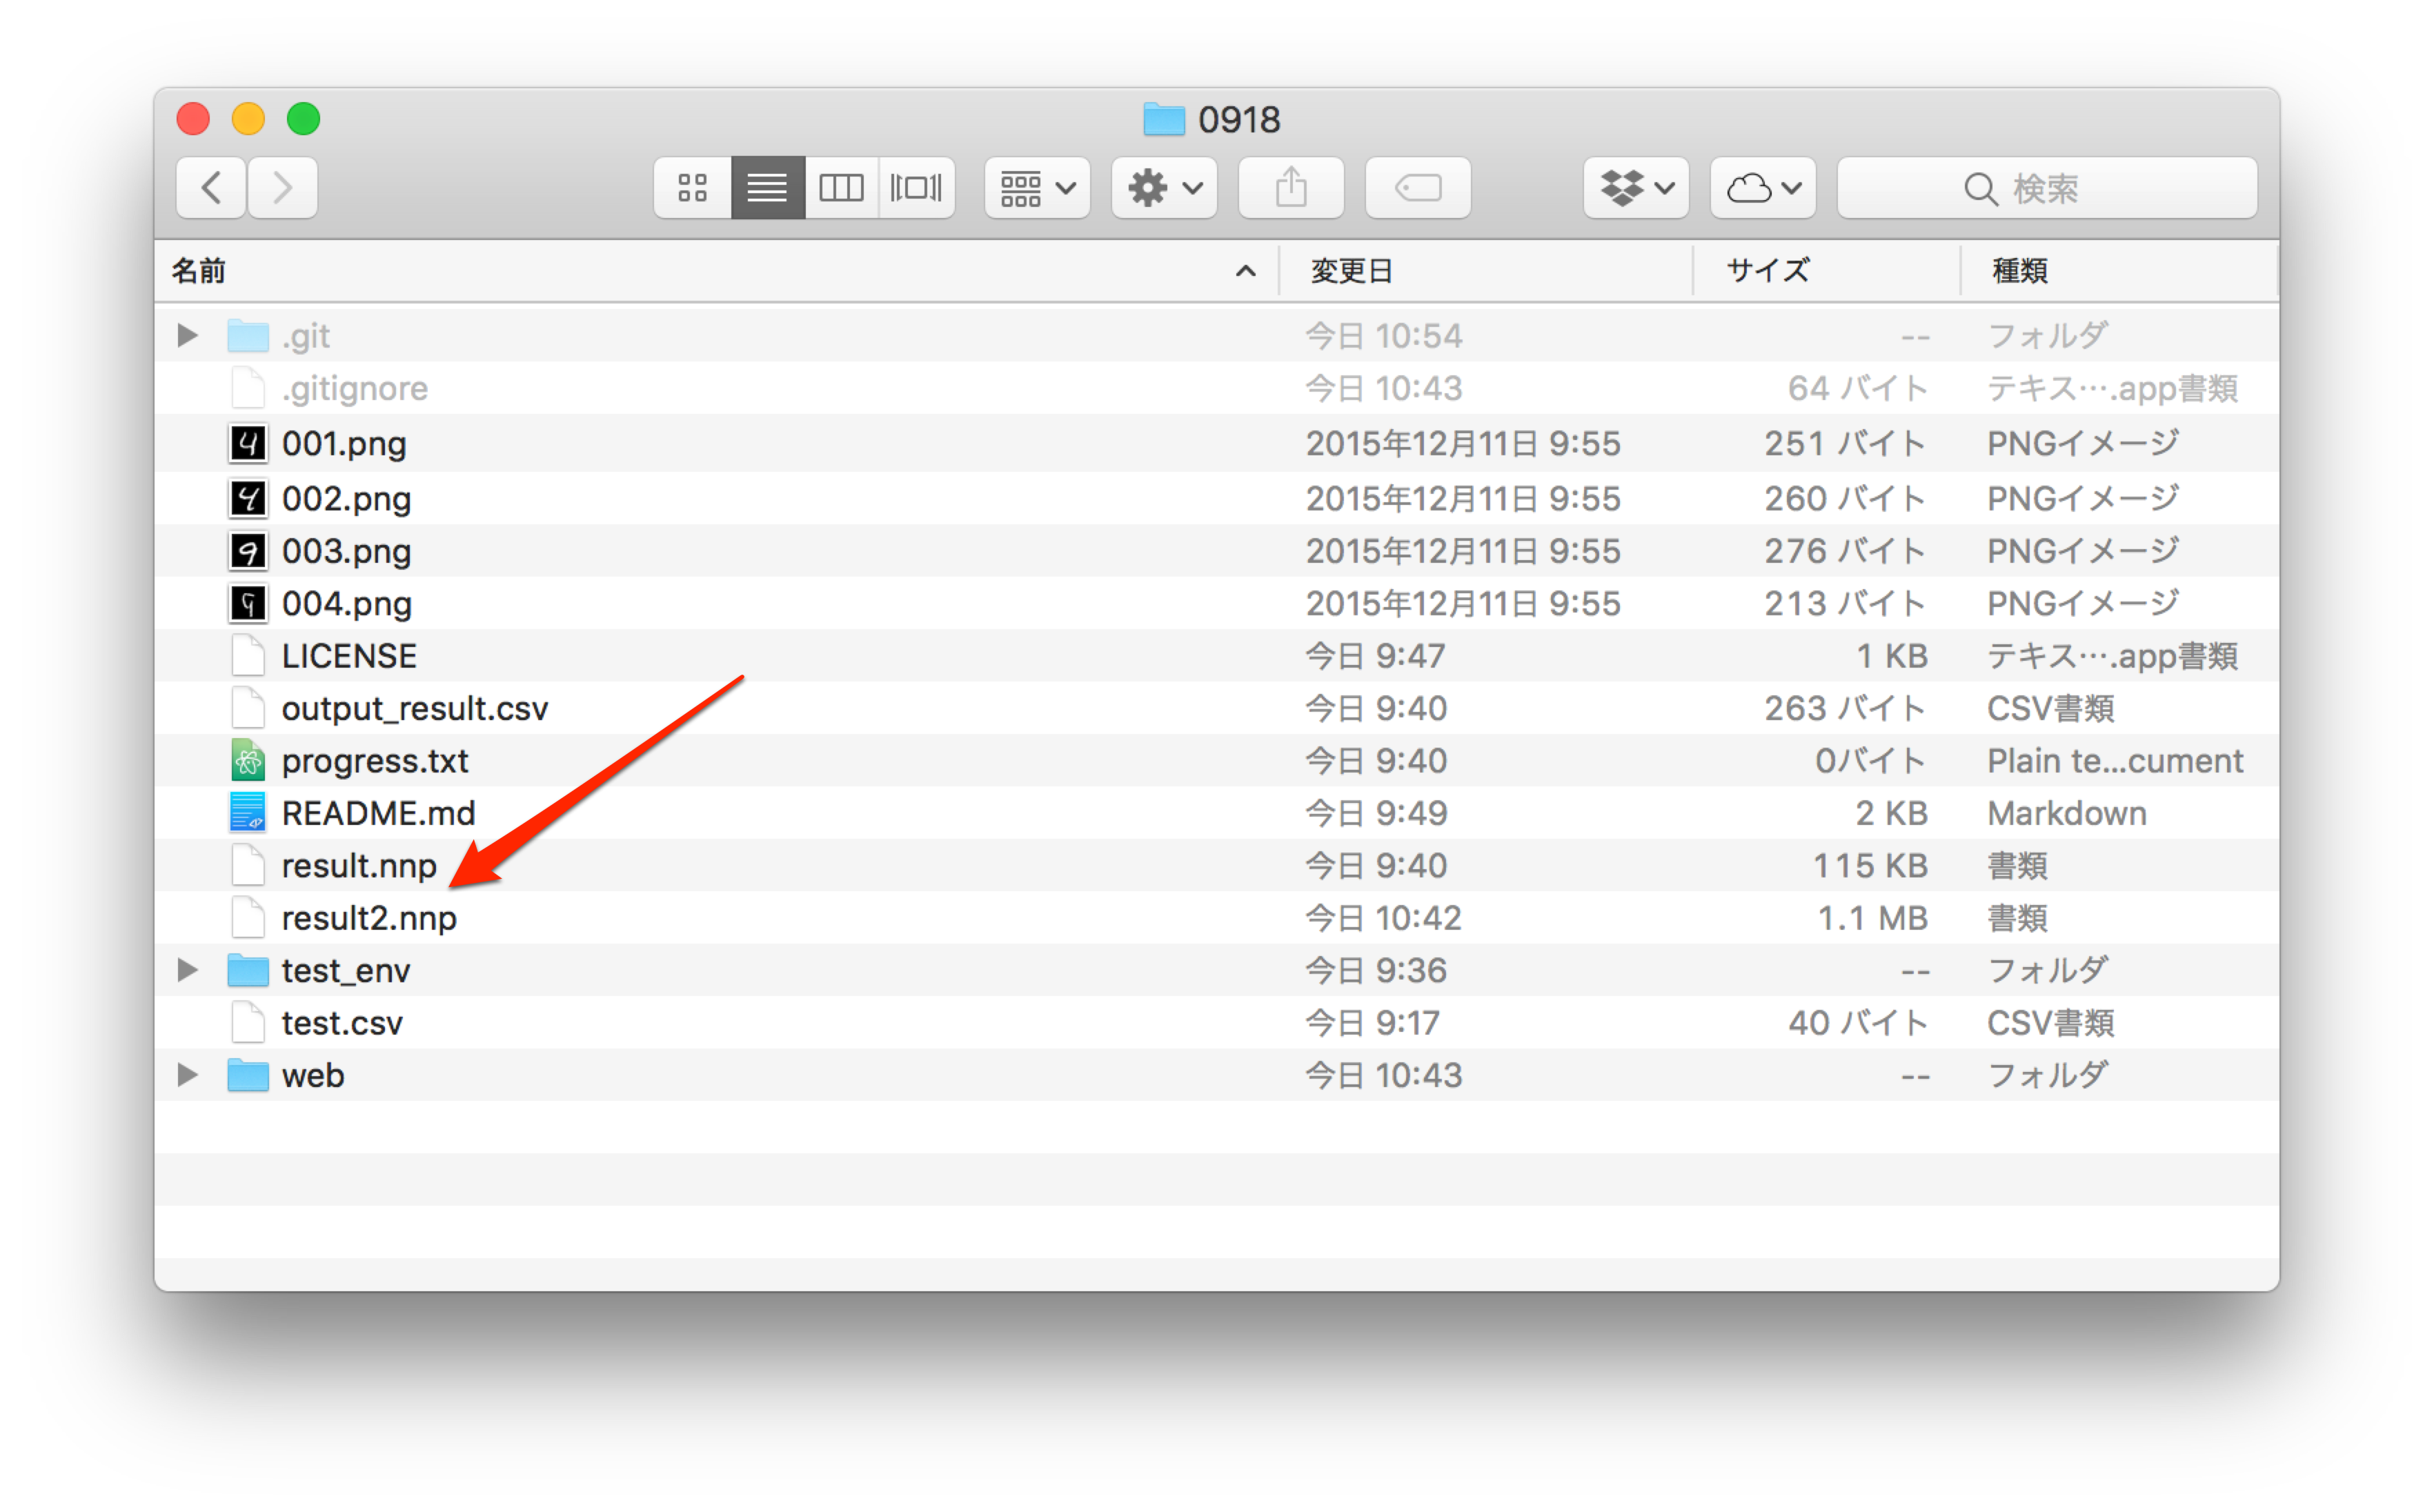 0918
検索
名前 変更日 サイズ 種類
.git 今日 10:54 -- フォルダ
.gitignore 今日 10:43 64 バイト テキス….app書類
001.png 2015年12月11日 9:55 251 バイト PNGイメージ
002.png 2015年12月11日 9:55 260 バイト PNGイメージ
003.png 2015年12月11日 9:55 276 バイト PNGイメージ
004.png 2015年12月11日 9:55 213 バイト PNGイメージ
LICENSE 今日 9:47 1 KB テキス….app書類
output_result.csv 今日 9:40 263 バイト CSV書類
progress.txt 今日 9:40 0バイト Plain te...cument
README.md 今日 9:49 2 KB Markdown
result.nnp 今日 9:40 115 KB 書類
result2.nnp 今日 10:42 1.1 MB 書類
test_env 今日 9:36 -- フォルダ
test.csv 今日 9:17 40 バイト CSV書類
web 今日 10:43 -- フォルダ